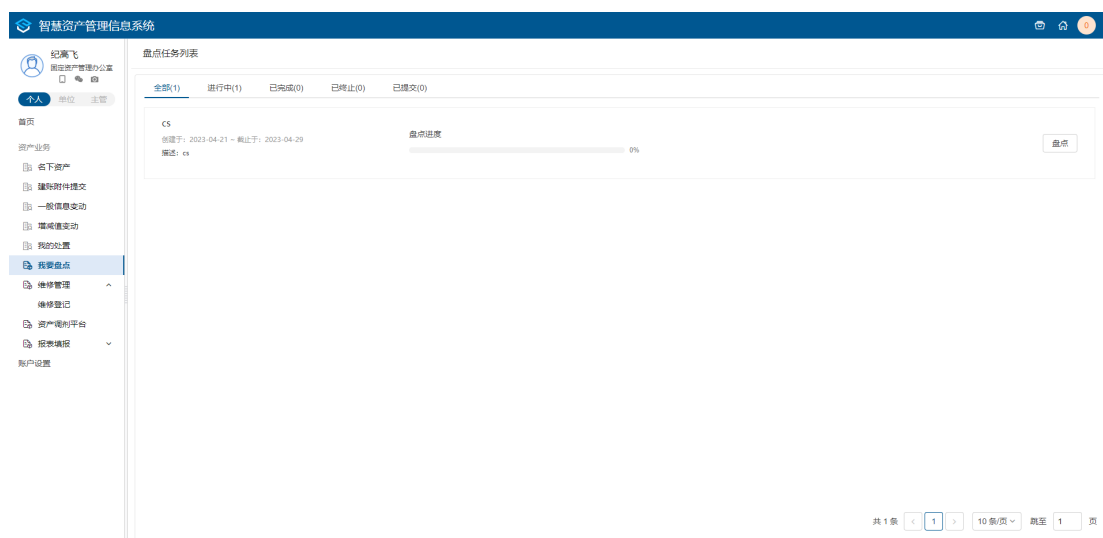 智慧资产管理信息系统
0
纪寓飞
固定资产管理办公室
个人 单位 主管
首页
资产业务
名下资产
建账附件提交
一般信息变动
增减值变动
我的处置
我要盘点
维修管理
维修登记
资产调剂平台
报表填报
账户设置
盘点任务列表
全部(1) 进行中(1) 已完成(0) 已终止(0) 已提交(0)
CS
创建于：2023-04-21 ~ 截止于：2023-04-29
描述：cs
盘点进度
0%
盘点
共 1 条 < 1 > 10 条/页 跳至 1 页